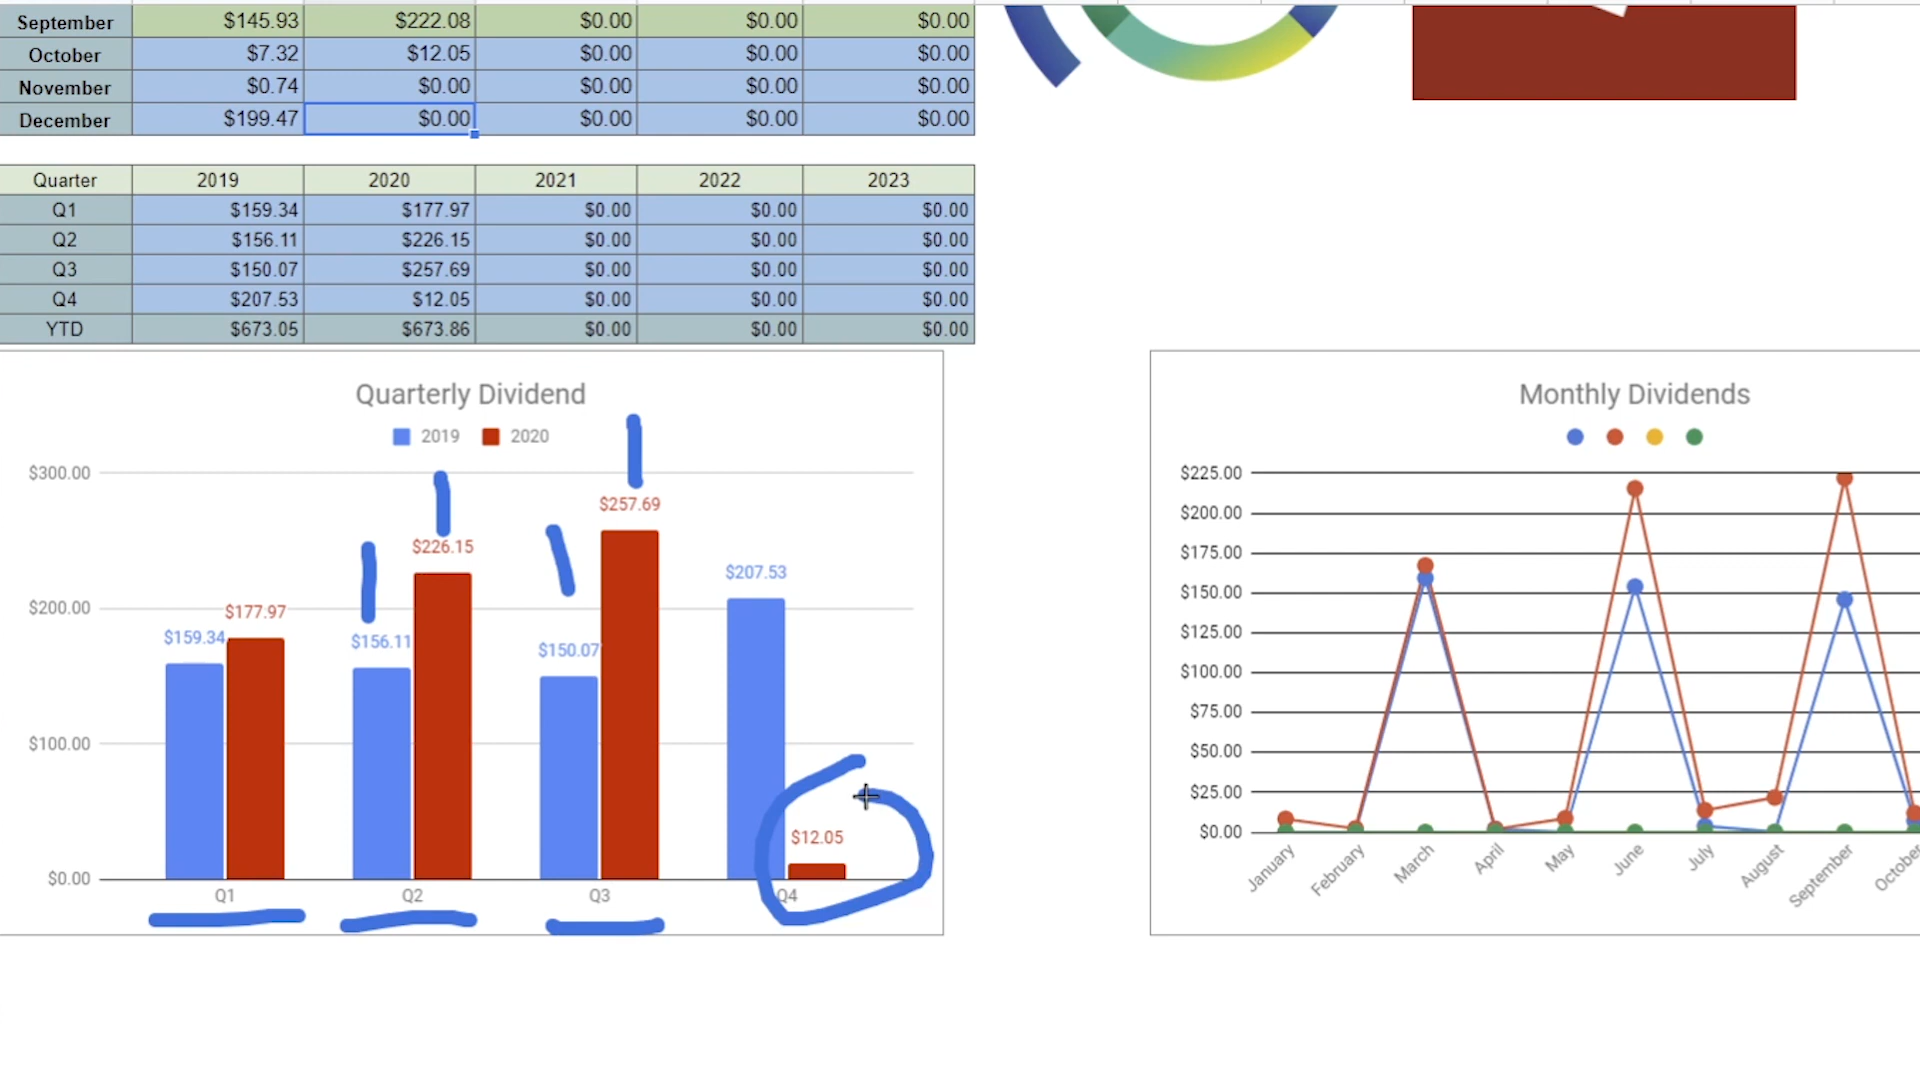 September $145.93 $222.08 $0.00 $0.00 $0.00
October $7.32 $12.05 $0.00 $0.00 $0.00
November $0.74 $0.00 $0.00 $0.00 $0.00
December $199.47 $0.00 $0.00 $0.00 $0.00
Quarter 2019 2020 2021 2022 2023
Q1 $159.34 $177.97 $0.00 $0.00 $0.00
Q2 $156.11 $226.15 $0.00 $0.00 $0.00
Q3 $150.07 $257.69 $0.00 $0.00 $0.00
Q4 $207.53 $12.05 $0.00 $0.00 $0.00
YTD $673.05 $673.86 $0.00 $0.00 $0.00
Quarterly Dividend
2019 2020
$300.00
$257.69
$226.15
$207.53
$200.00
$177.97
$159.34
$156.11
$150.07
$100.00
$12.05
$0.00
Q1 Q2 Q3 Q4
Monthly Dividends
$225.00
$200.00
$175.00
$150.00
$125.00
$100.00
$75.00
$50.00
$25.00
$0.00
January February March April May June July August September October